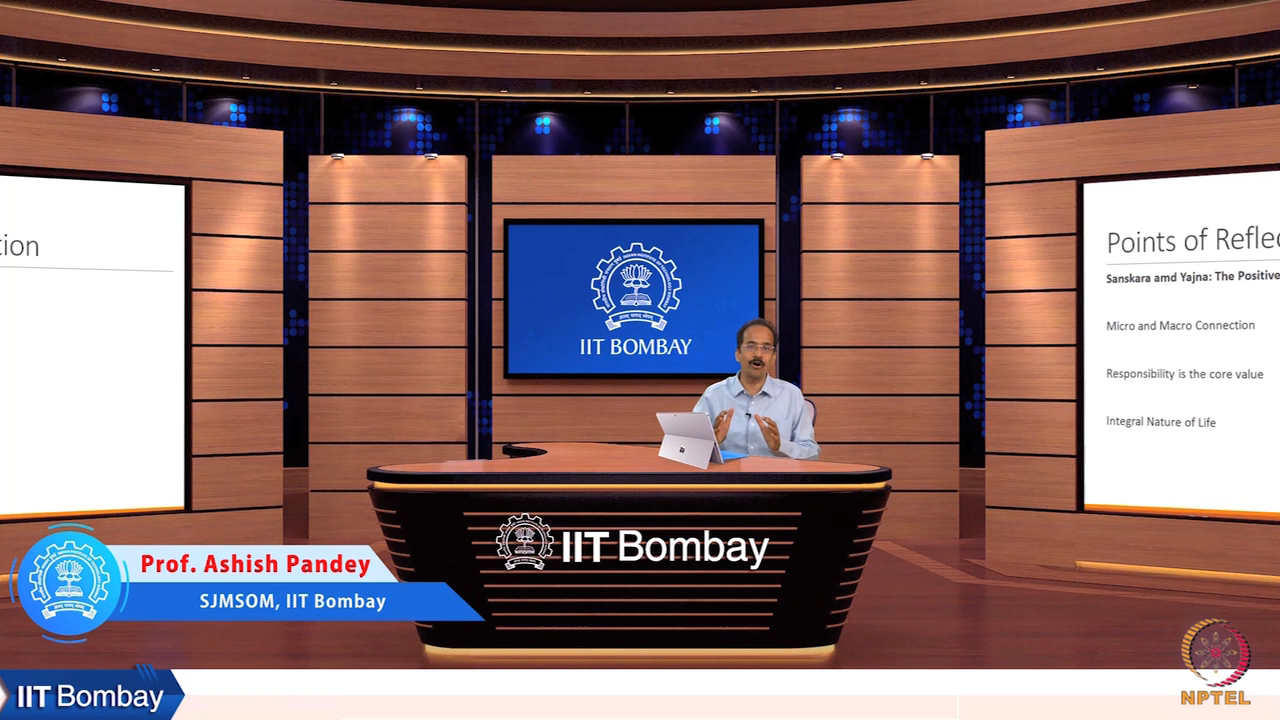 tion
IIT BOMBAY
Points of Reflec
Sanskara amd Yajna: The Positive
Micro and Macro Connection
Responsibility is the core value
Integral Nature of Life
IIT Bombay
Prof. Ashish Pandey
SJMSOM, IIT Bombay
IIT Bombay
NPTEL